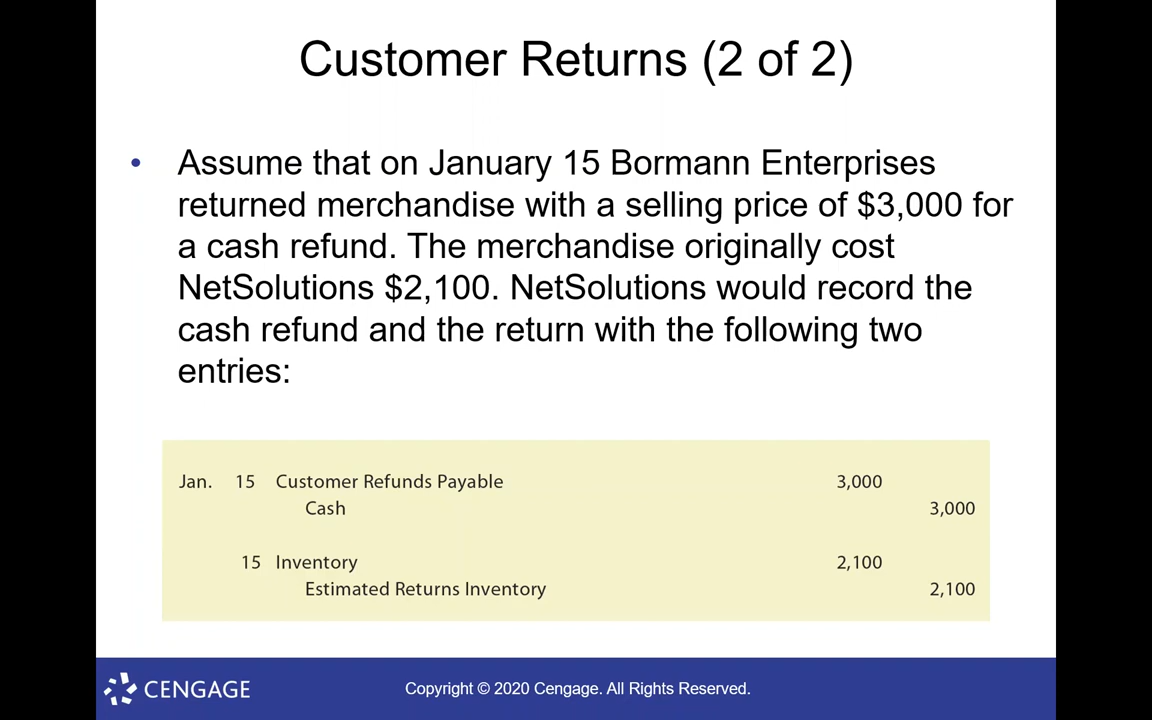 Customer Returns (2 of 2)
• Assume that on January 15 Bormann Enterprises
returned merchandise with a selling price of $3,000 for
a cash refund. The merchandise originally cost
NetSolutions $2,100. NetSolutions would record the
cash refund and the return with the following two
entries:
Jan. 15 Customer Refunds Payable 3,000
Cash 3,000
15 Inventory 2,100
Estimated Returns Inventory 2,100
CENGAGE Copyright © 2020 Cengage. All Rights Reserved.